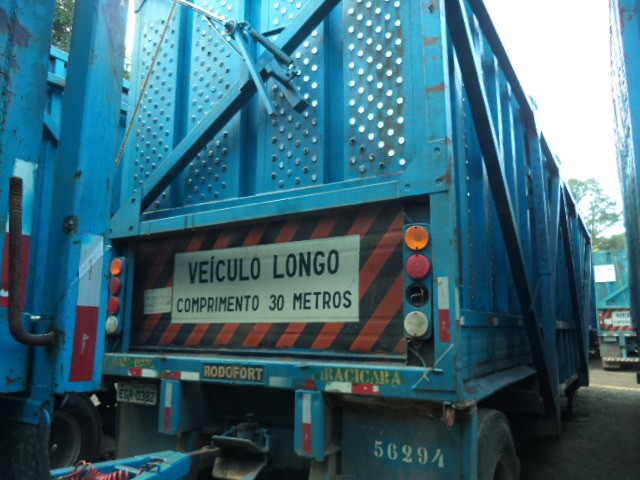 VEÍCULO LONGO
COMPRIMENTO 30 METROS
RODOFORT
PIRACICABA
56294